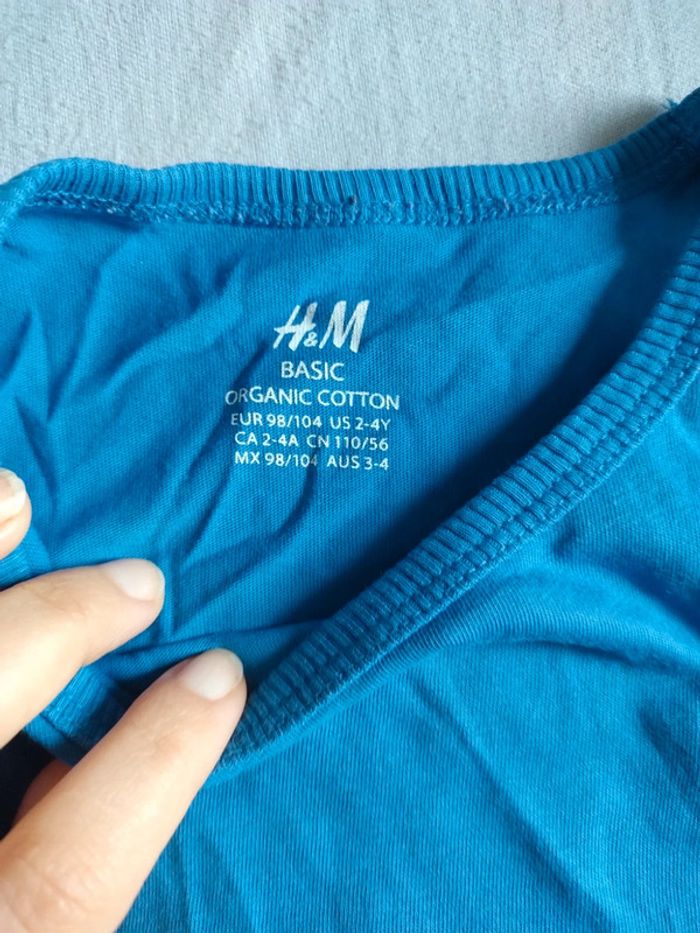 H&M
BASIC
ORGANIC COTTON
EUR 98/104 US 2-4Y
CA 2-4A CN 110/56
MX 98/104 AUS 3-4